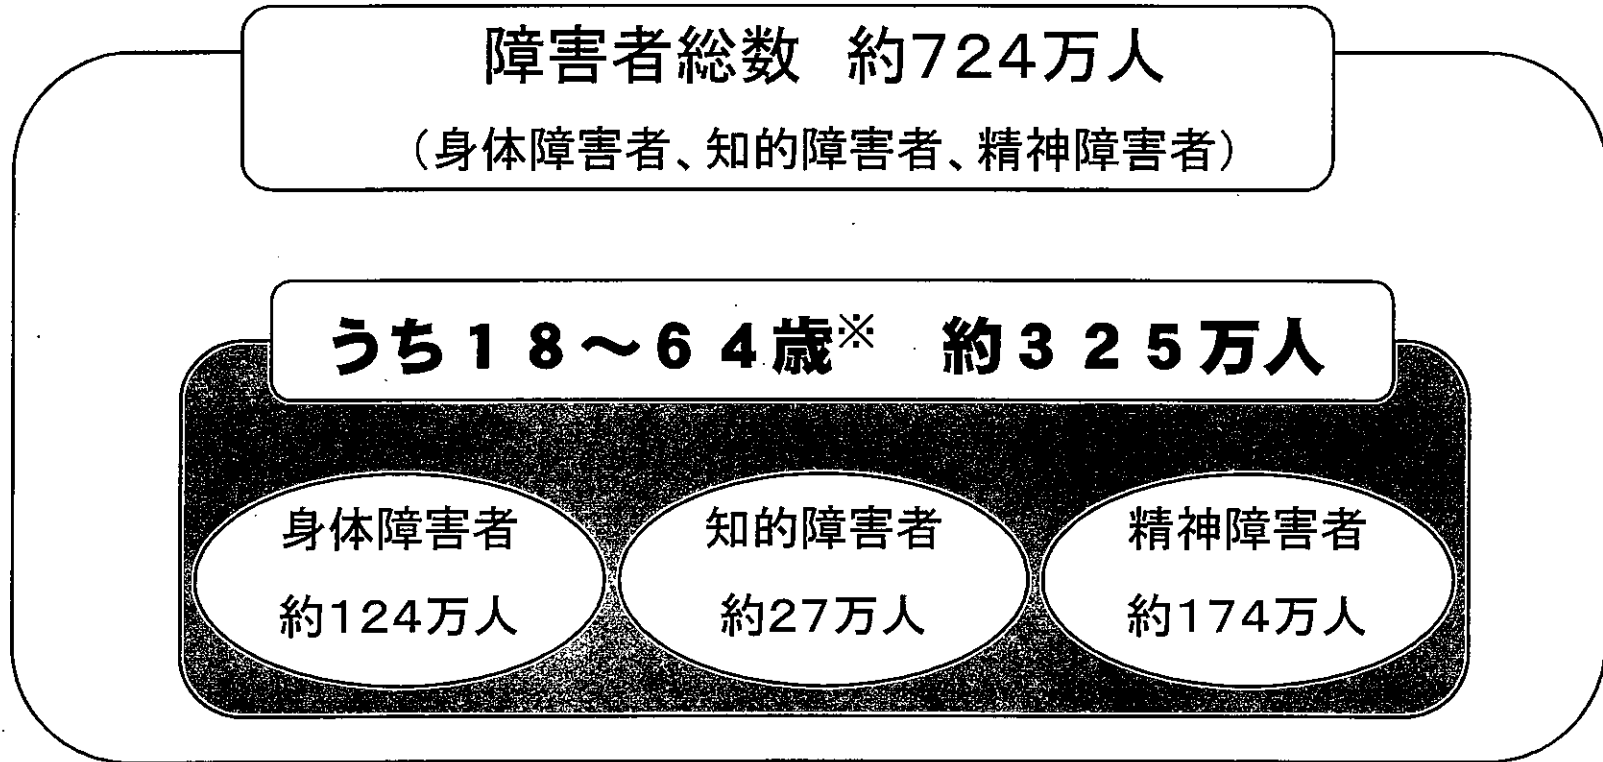 障害者総数 約724万人
（身体障害者、知的障害者、精神障害者）
うち１８～６４歳※ 約３２５万人
身体障害者
約124万人
知的障害者
約27万人
精神障害者
約174万人